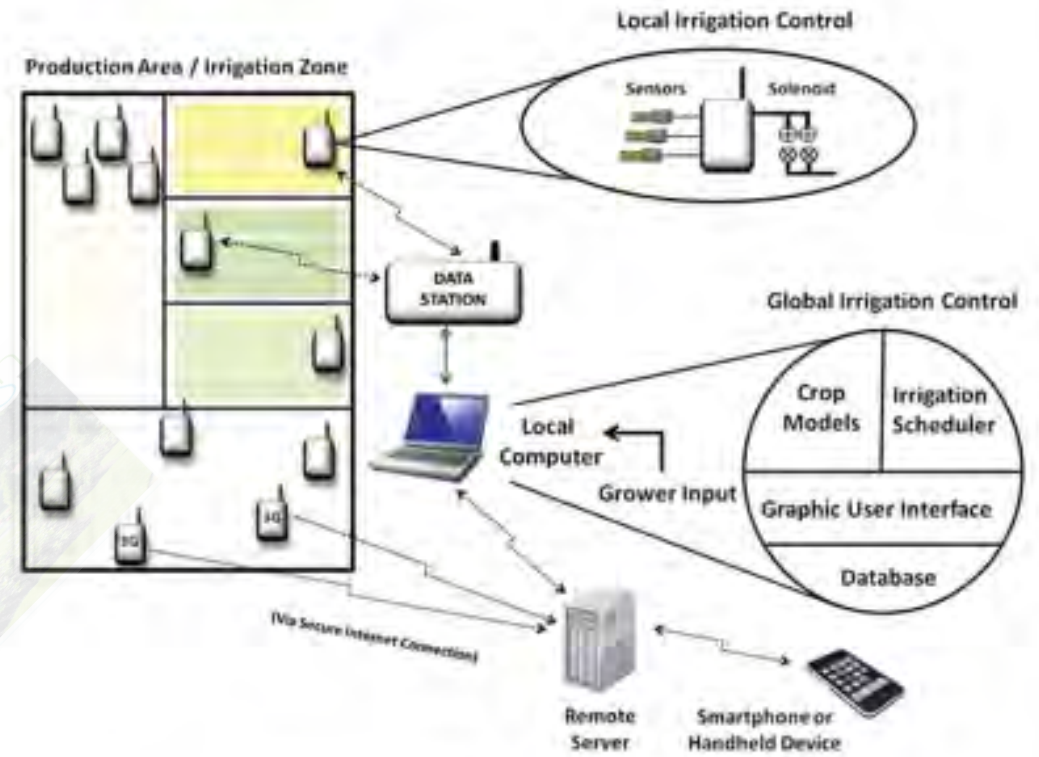 Local Irrigation Control
Production Area / Irrigation Zone
Sensors
Solenoid
DATA
STATION
Global Irrigation Control
Crop
Models
Irrigation
Scheduler
Local
Computer
Grower Input
Graphic User Interface
Database
3G
3G
(Via Secure Internet Connection)
Remote
Server
Smartphone or
Handheld Device